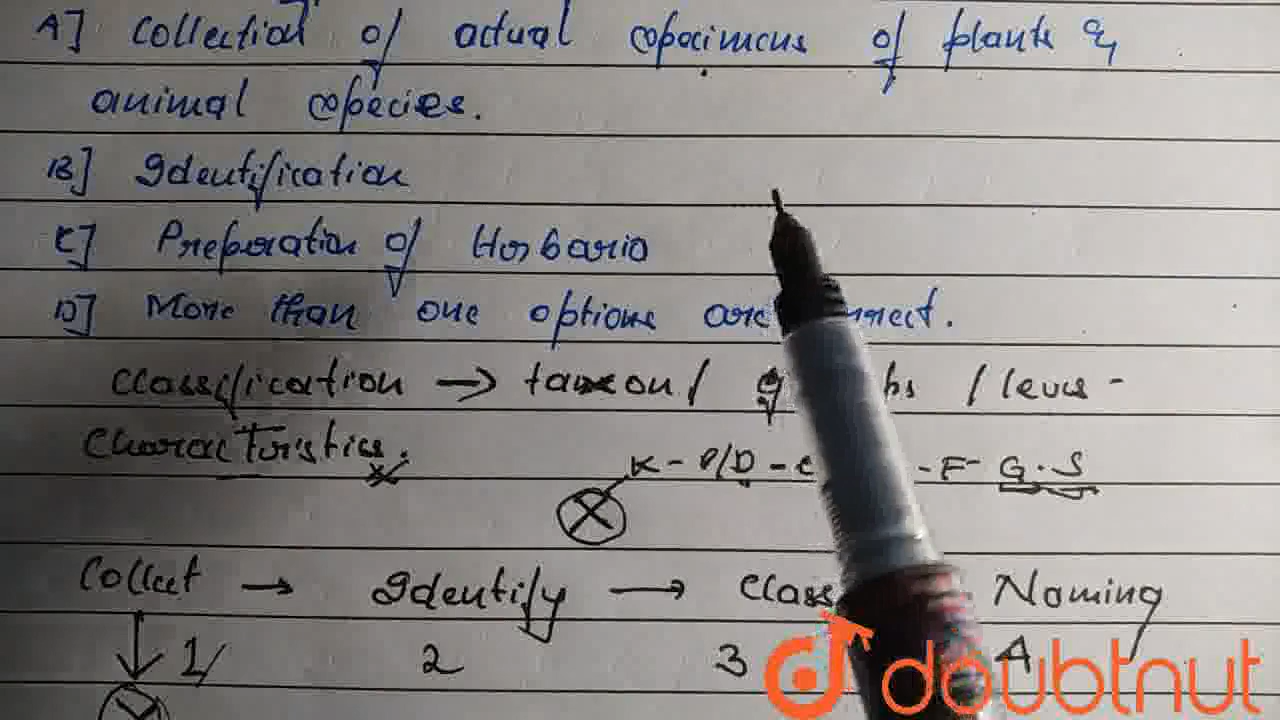 A] Collection of actual specimens of plants &
animal species.
B] Identification
C] Preparation of Herbaria
D] More than one options are correct.
Classification → taxon /
Characteristics.
K - P/D - C - F - G. S
Collect → Identify → Class Naming
1 2 3 4
doubtnut